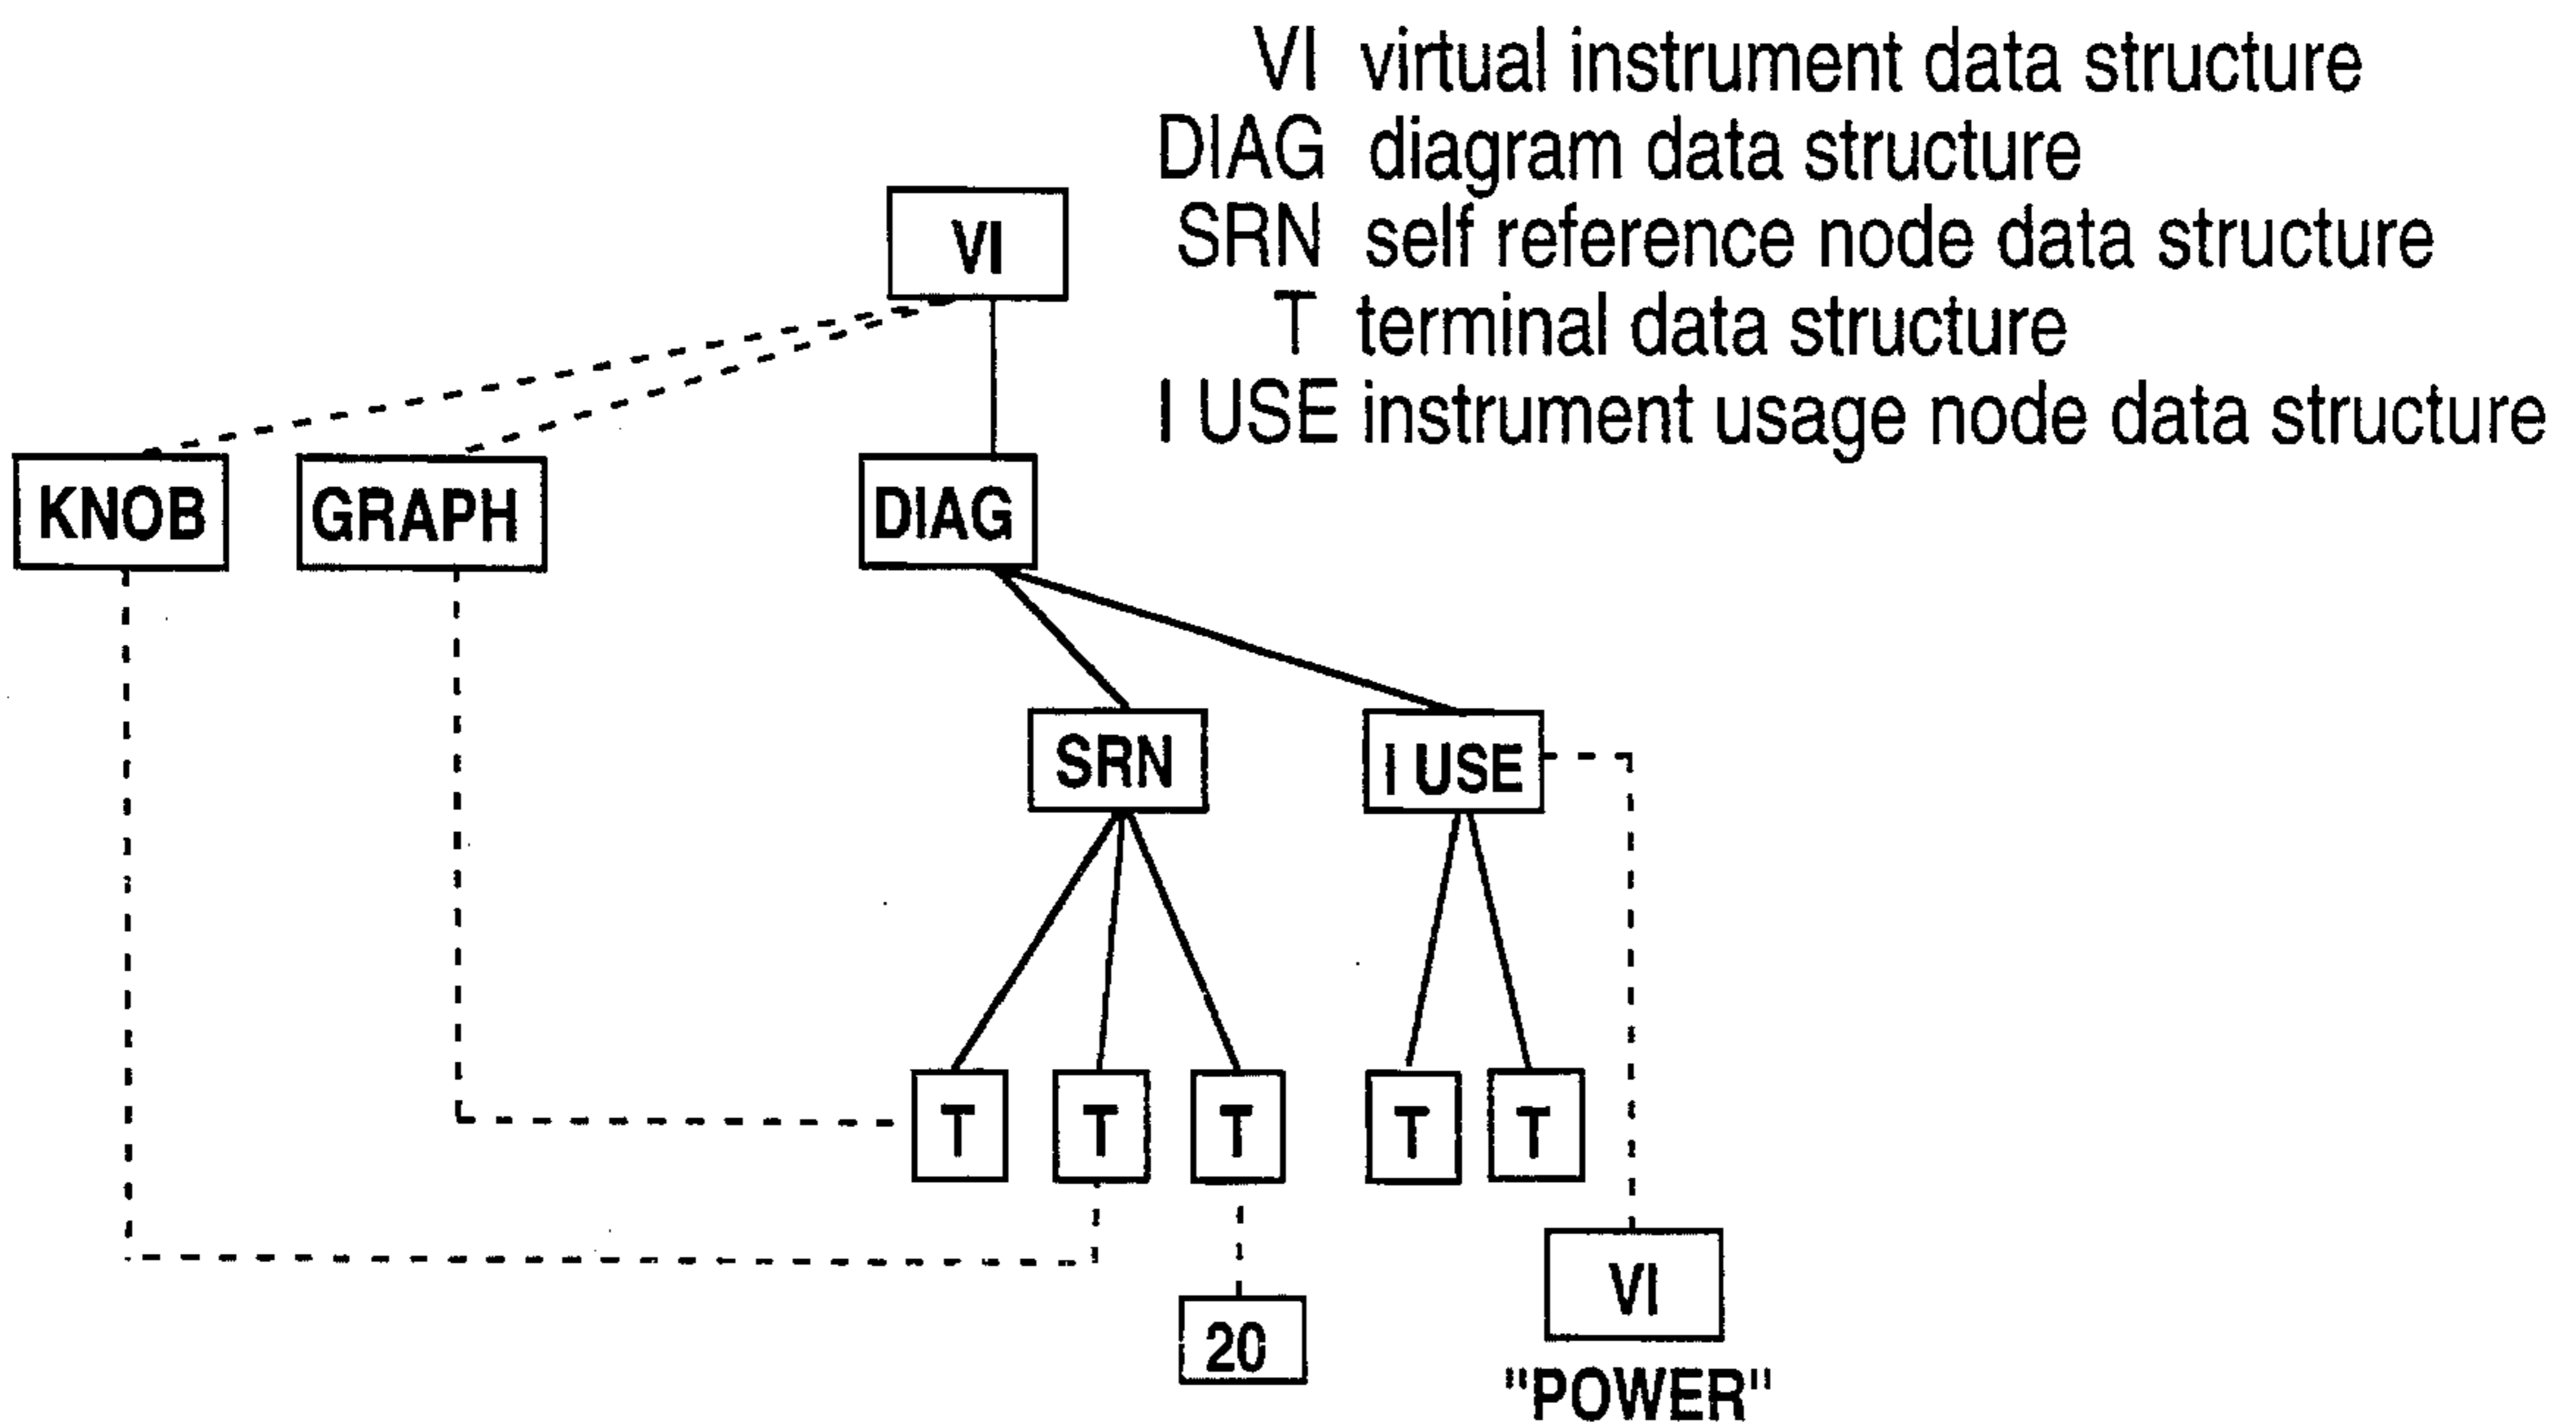 VI virtual instrument data structure
DIAG diagram data structure
SRN self reference node data structure
T terminal data structure
I USE instrument usage node data structure
VI
KNOB GRAPH DIAG
SRN I USE
T T T T T
VI
20
"POWER"